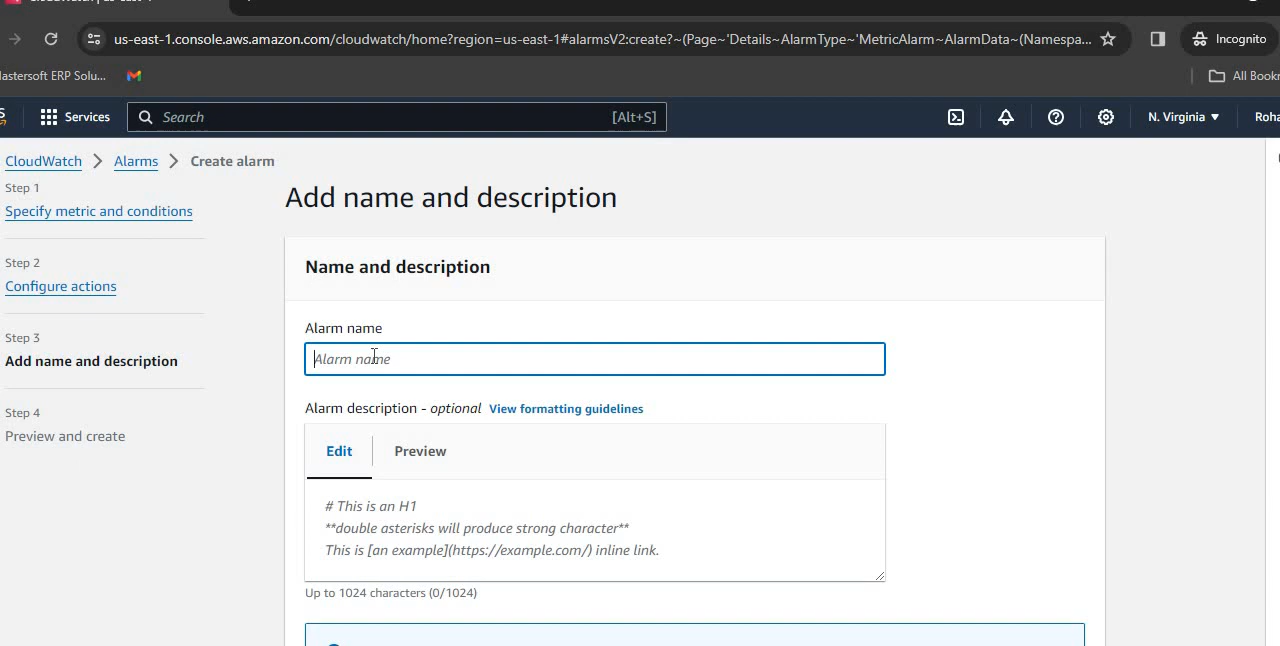 us-east-1.console.aws.amazon.com/cloudwatch/home?region=us-east-1#alarmsV2:create?~(Page~'Details~AlarmType~'MetricAlarm~AlarmData~(Namespa...
Incognito
Mastersoft ERP Solu...
All Bookr
Services
Search
[Alt+S]
N. Virginia ▼
Roha
CloudWatch > Alarms > Create alarm
Step 1
Specify metric and conditions
Step 2
Configure actions
Step 3
Add name and description
Step 4
Preview and create
Add name and description
Name and description
Alarm name
Alarm name
Alarm description - optional View formatting guidelines
Edit
Preview
# This is an H1
**double asterisks will produce strong character**
This is [an example](https://example.com/) inline link.
Up to 1024 characters (0/1024)